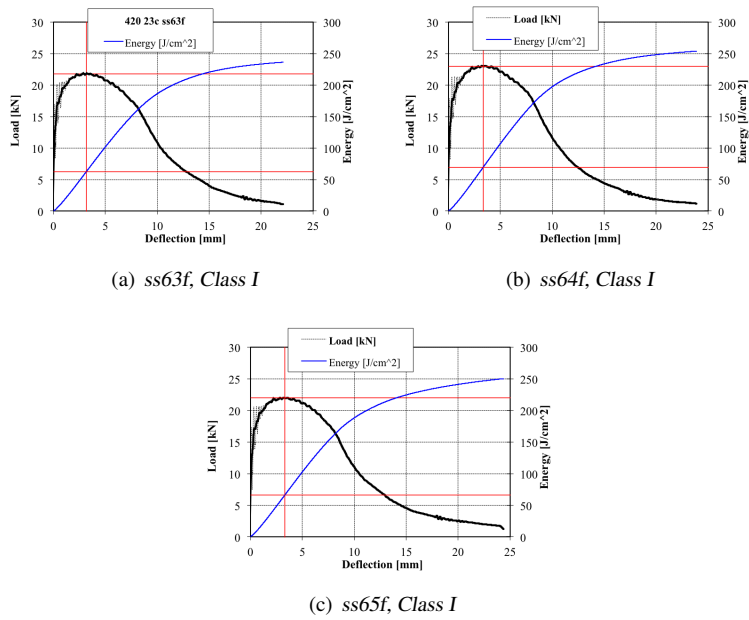 420 23c ss63f
Energy [J/cm^2]
30
25
20
15
10
5
0
Load [kN]
300
250
200
150
100
50
0
Energy [J/cm^2]
0 5 10 15 20 25
Deflection [mm]
(a) ss63f, Class I
Load [kN]
Energy [J/cm^2]
30
25
20
15
10
5
0
Load [kN]
300
250
200
150
100
50
0
Energy [J/cm^2]
0 5 10 15 20 25
Deflection [mm]
(b) ss64f, Class I
Load [kN]
Energy [J/cm^2]
30
25
20
15
10
5
0
Load [kN]
300
250
200
150
100
50
0
Energy [J/cm^2]
0 5 10 15 20 25
Deflection [mm]
(c) ss65f, Class I